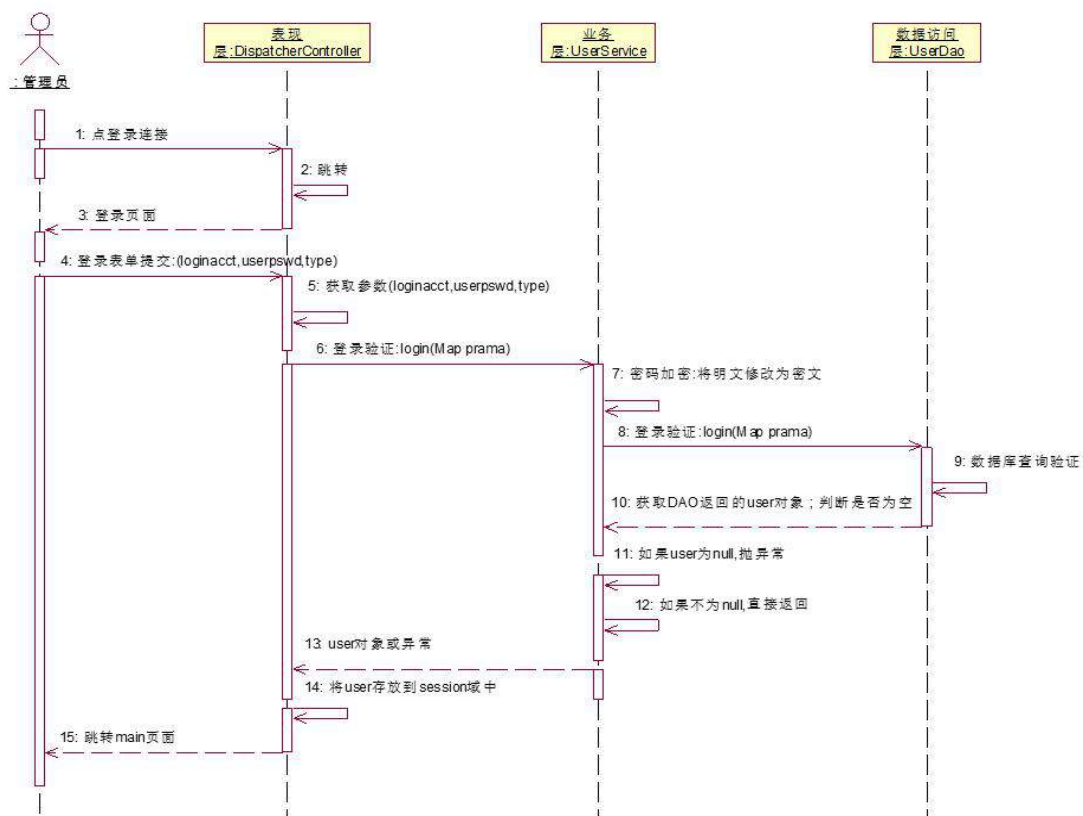 表现
层:DispatcherController
业务
层:UserService
数据访问
层:UserDao
:管理员
1: 点登录连接
2: 跳转
3: 登录页面
4: 登录表单提交:(loginacct,userpswd,type)
5: 获取参数(loginacct,userpswd,type)
6: 登录验证:login(Map prama)
7: 密码加密:将明文修改为密文
8: 登录验证:login(Map prama)
9: 数据库查询验证
10: 获取DAO返回的user对象；判断是否为空
11: 如果user为null,抛异常
12: 如果不为null,直接返回
13: user对象或异常
14: 将user存放到session域中
15: 跳转main页面